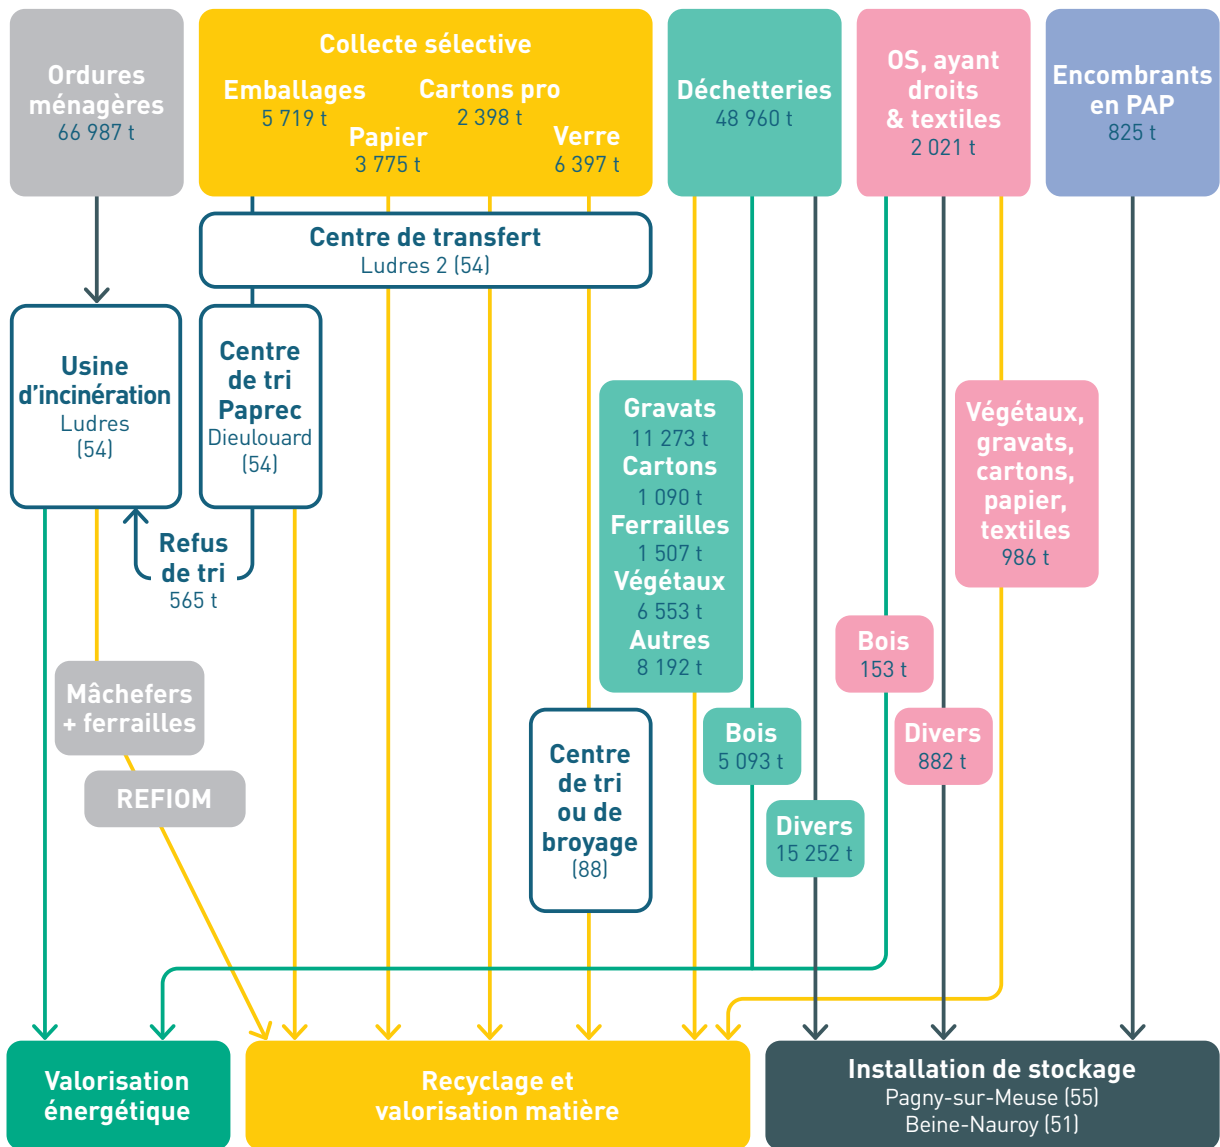 Ordures
ménagères
66 987 t
Collecte sélective
Emballages
5 719 t
Papier
3 775 t
Cartons pro
2 398 t
Verre
6 397 t
Déchetteries
48 960 t
OS, ayant
droits
& textiles
2 021 t
Encombrants
en PAP
825 t
Centre de transfert
Ludres 2 (54)
Usine
d'incinération
Ludres
(54)
Centre
de tri
Paprec
Dieulouard
(54)
Refus
de tri
565 t
Gravats
11 273 t
Cartons
1 090 t
Ferrailles
1 507 t
Végétaux
6 553 t
Autres
8 192 t
Végétaux,
gravats,
cartons,
papier,
textiles
986 t
Bois
153 t
Mâchefers
+ ferrailles
REFIOM
Centre
de tri
ou de
broyage
(88)
Bois
5 093 t
Divers
882 t
Divers
15 252 t
Valorisation
énergétique
Recyclage et
valorisation matière
Installation de stockage
Pagny-sur-Meuse (55)
Beine-Nauroy (51)